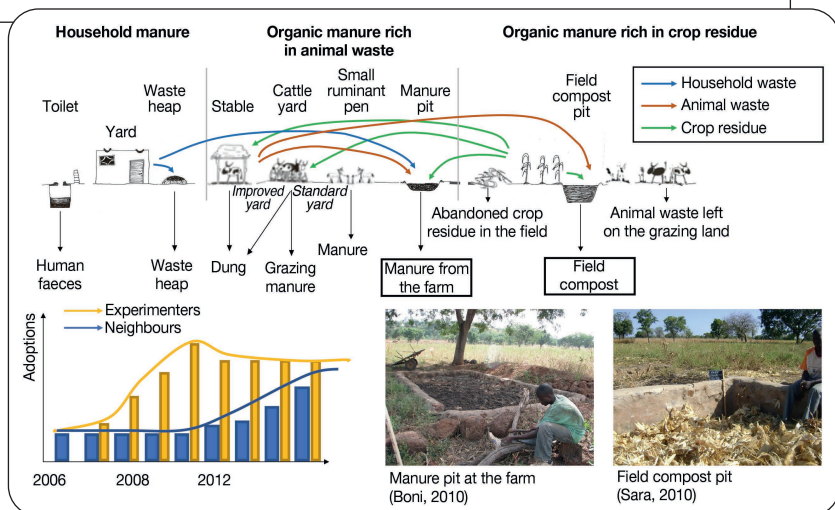 Household manure
Organic manure rich
in animal waste
Organic manure rich in crop residue
Toilet
Yard
Waste
heap
Stable
Cattle
yard
Small
ruminant
pen
Manure
pit
Field
compost
pit
Household waste
Animal waste
Crop residue
Improved
yard
Standard
yard
Human
faeces
Waste
heap
Dung
Grazing
manure
Manure
Manure from
the farm
Abandoned crop
residue in the field
Field
compost
Animal waste left
on the grazing land
Experimenters
Neighbours
Adoptions
2006
2008
2012
Manure pit at the farm
(Boni, 2010)
Field compost pit
(Sara, 2010)